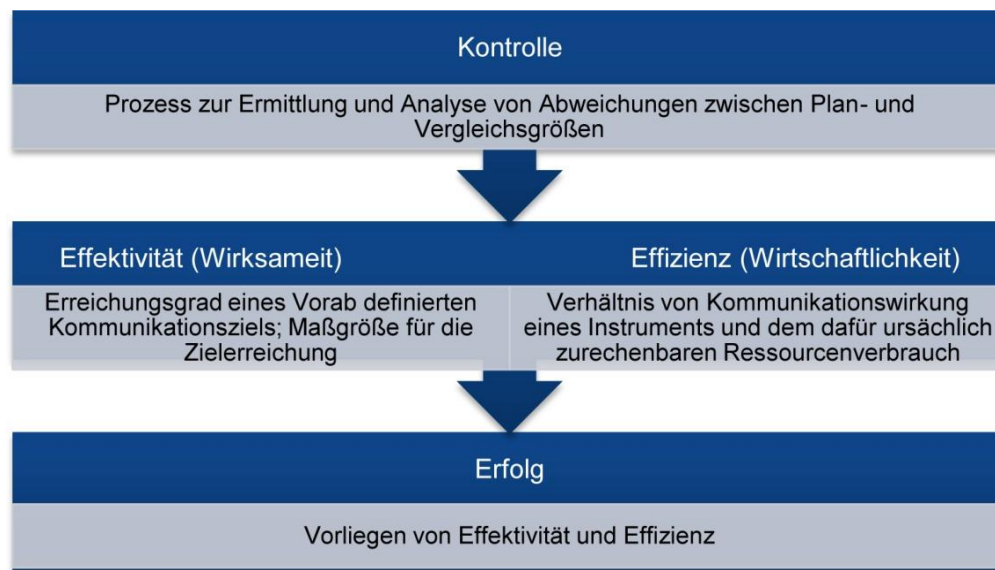 Kontrolle
Prozess zur Ermittlung und Analyse von Abweichungen zwischen Plan- und
Vergleichsgrößen
Effektivität (Wirksameit)
Erreichungsgrad eines Vorab definierten
Kommunikationsziels; Maßgröße für die
Zielerreichung
Effizienz (Wirtschaftlichkeit)
Verhältnis von Kommunikationswirkung
eines Instruments und dem dafür ursächlich
zurechenbaren Ressourcenverbrauch
Erfolg
Vorliegen von Effektivität und Effizienz